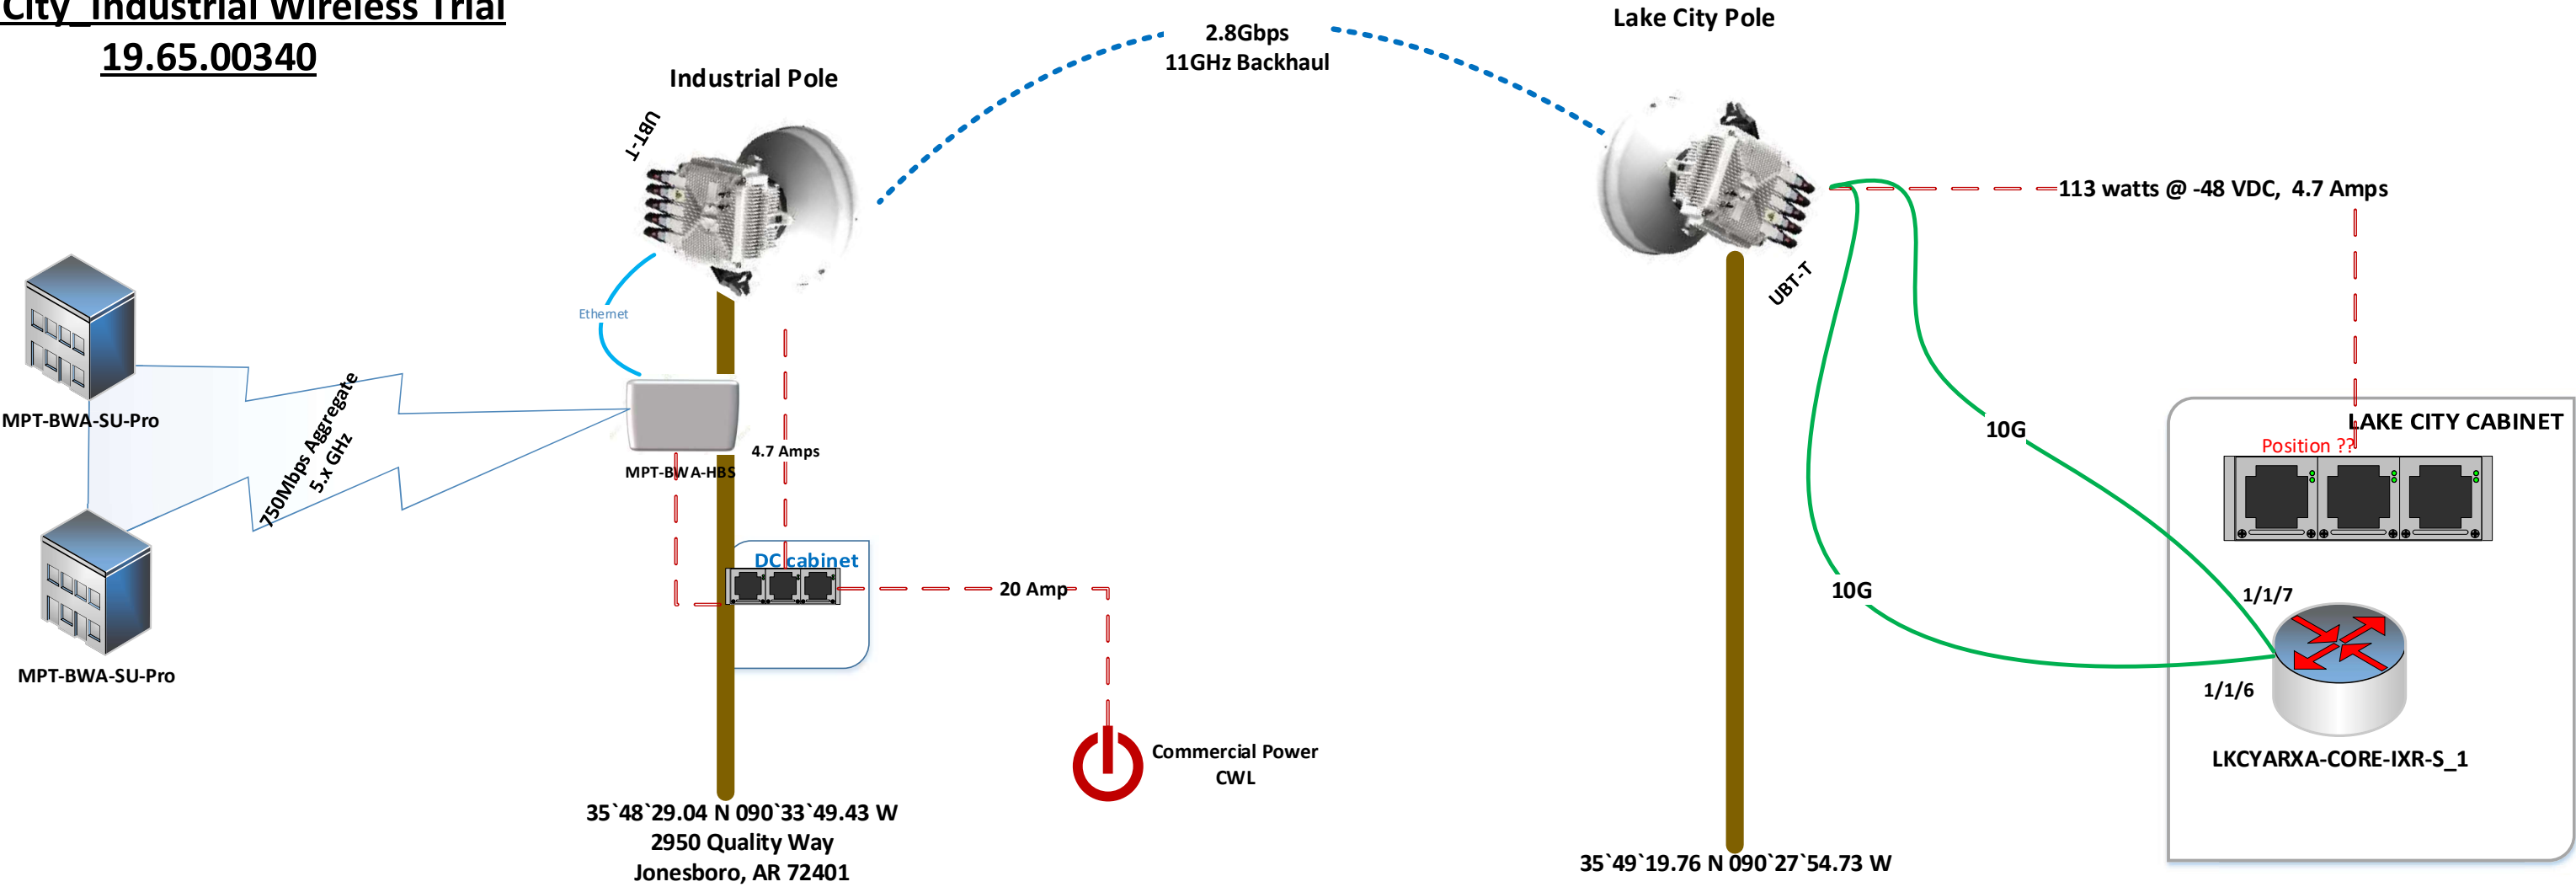 City_Industrial Wireless Trial
19.65.00340
Industrial Pole
UBT-T
2.8Gbps
11GHz Backhaul
Lake City Pole
UBT-T
113 watts @ -48 VDC, 4.7 Amps
Ethernet
MPT-BWA-SU-Pro
750Mbps Aggregate
5.x GHz
MPT-BWA-SU-Pro
MPT-BWA-HBS
4.7 Amps
DC cabinet
20 Amp
Commercial Power
CWL
35`48`29.04 N 090`33`49.43 W
2950 Quality Way
Jonesboro, AR 72401
10G
10G
35`49`19.76 N 090`27`54.73 W
LAKE CITY CABINET
Position ??
1/1/7
1/1/6
LKCYARXA-CORE-IXR-S_1